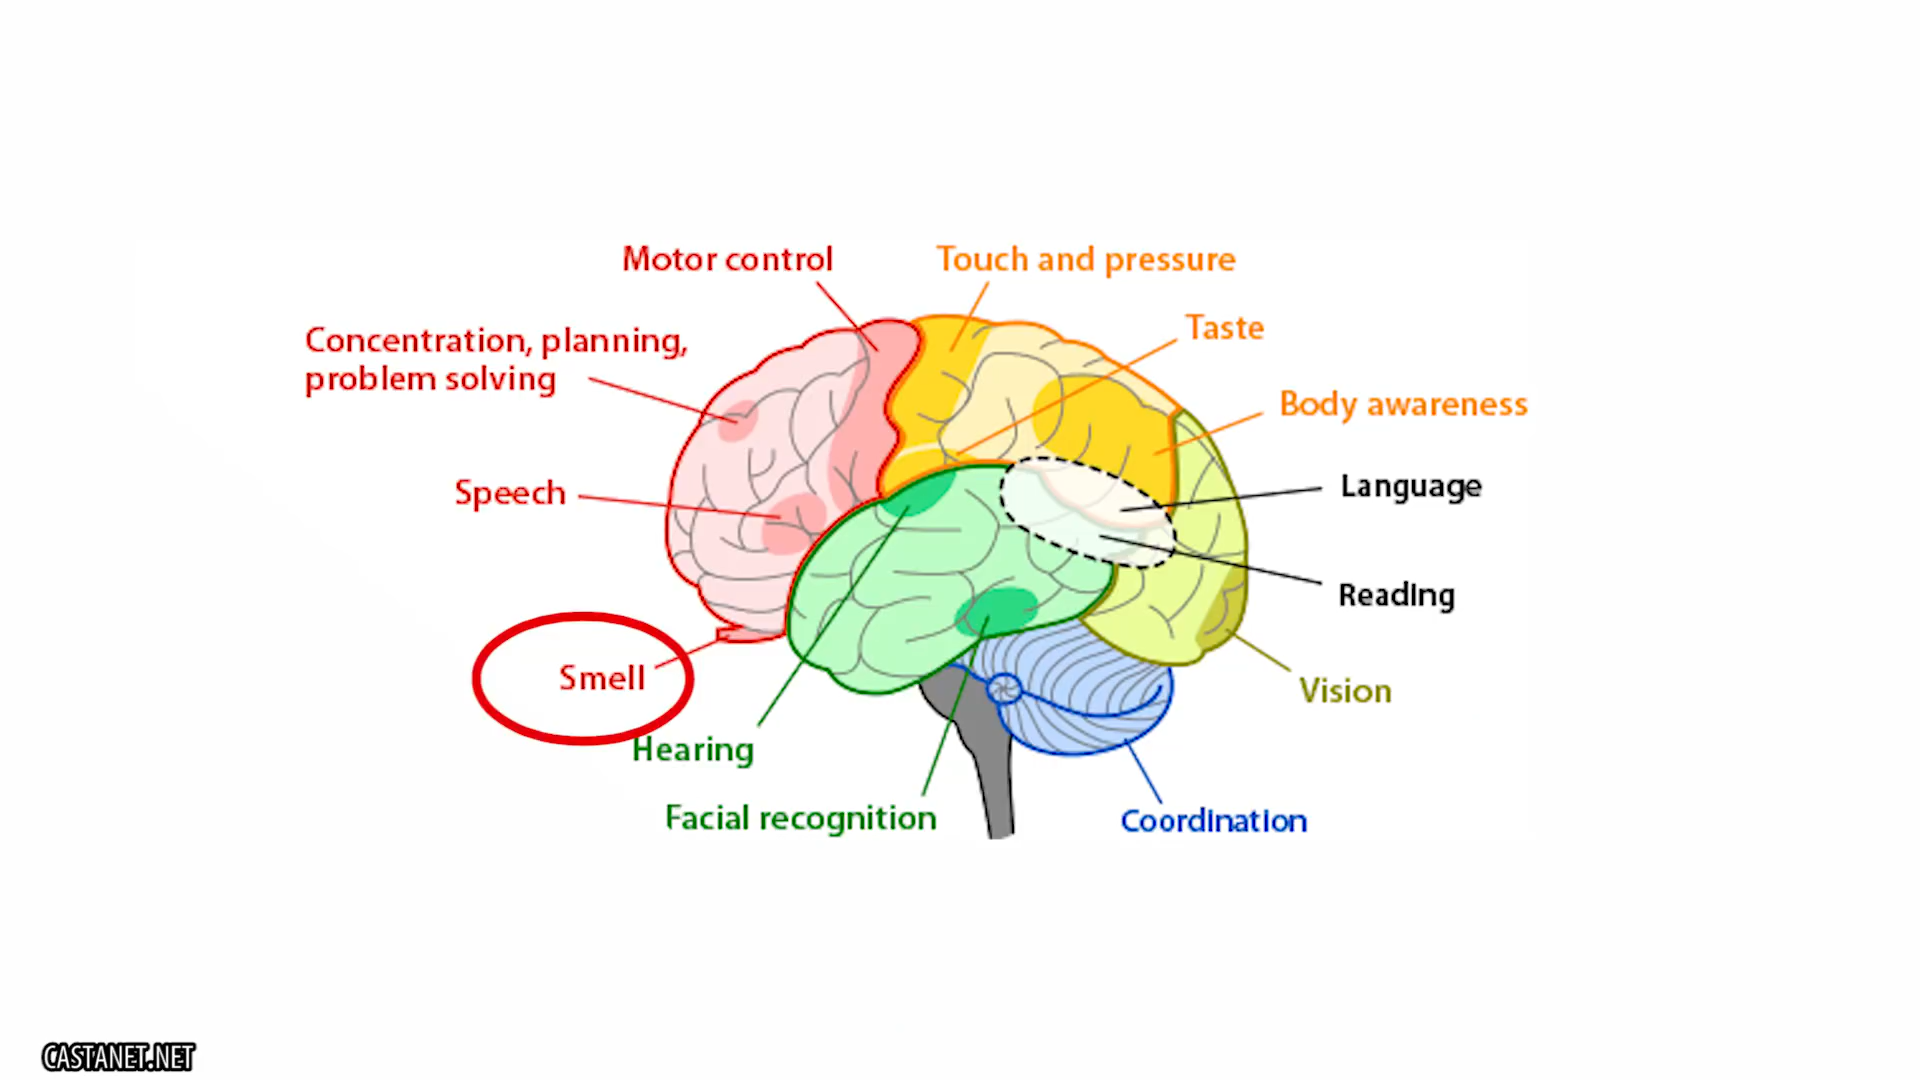 Motor control
Touch and pressure
Taste
Concentration, planning,
problem solving
Body awareness
Speech
Language
Reading
Smell
Vision
Hearing
Facial recognition
Coordination
CASTANET.NET